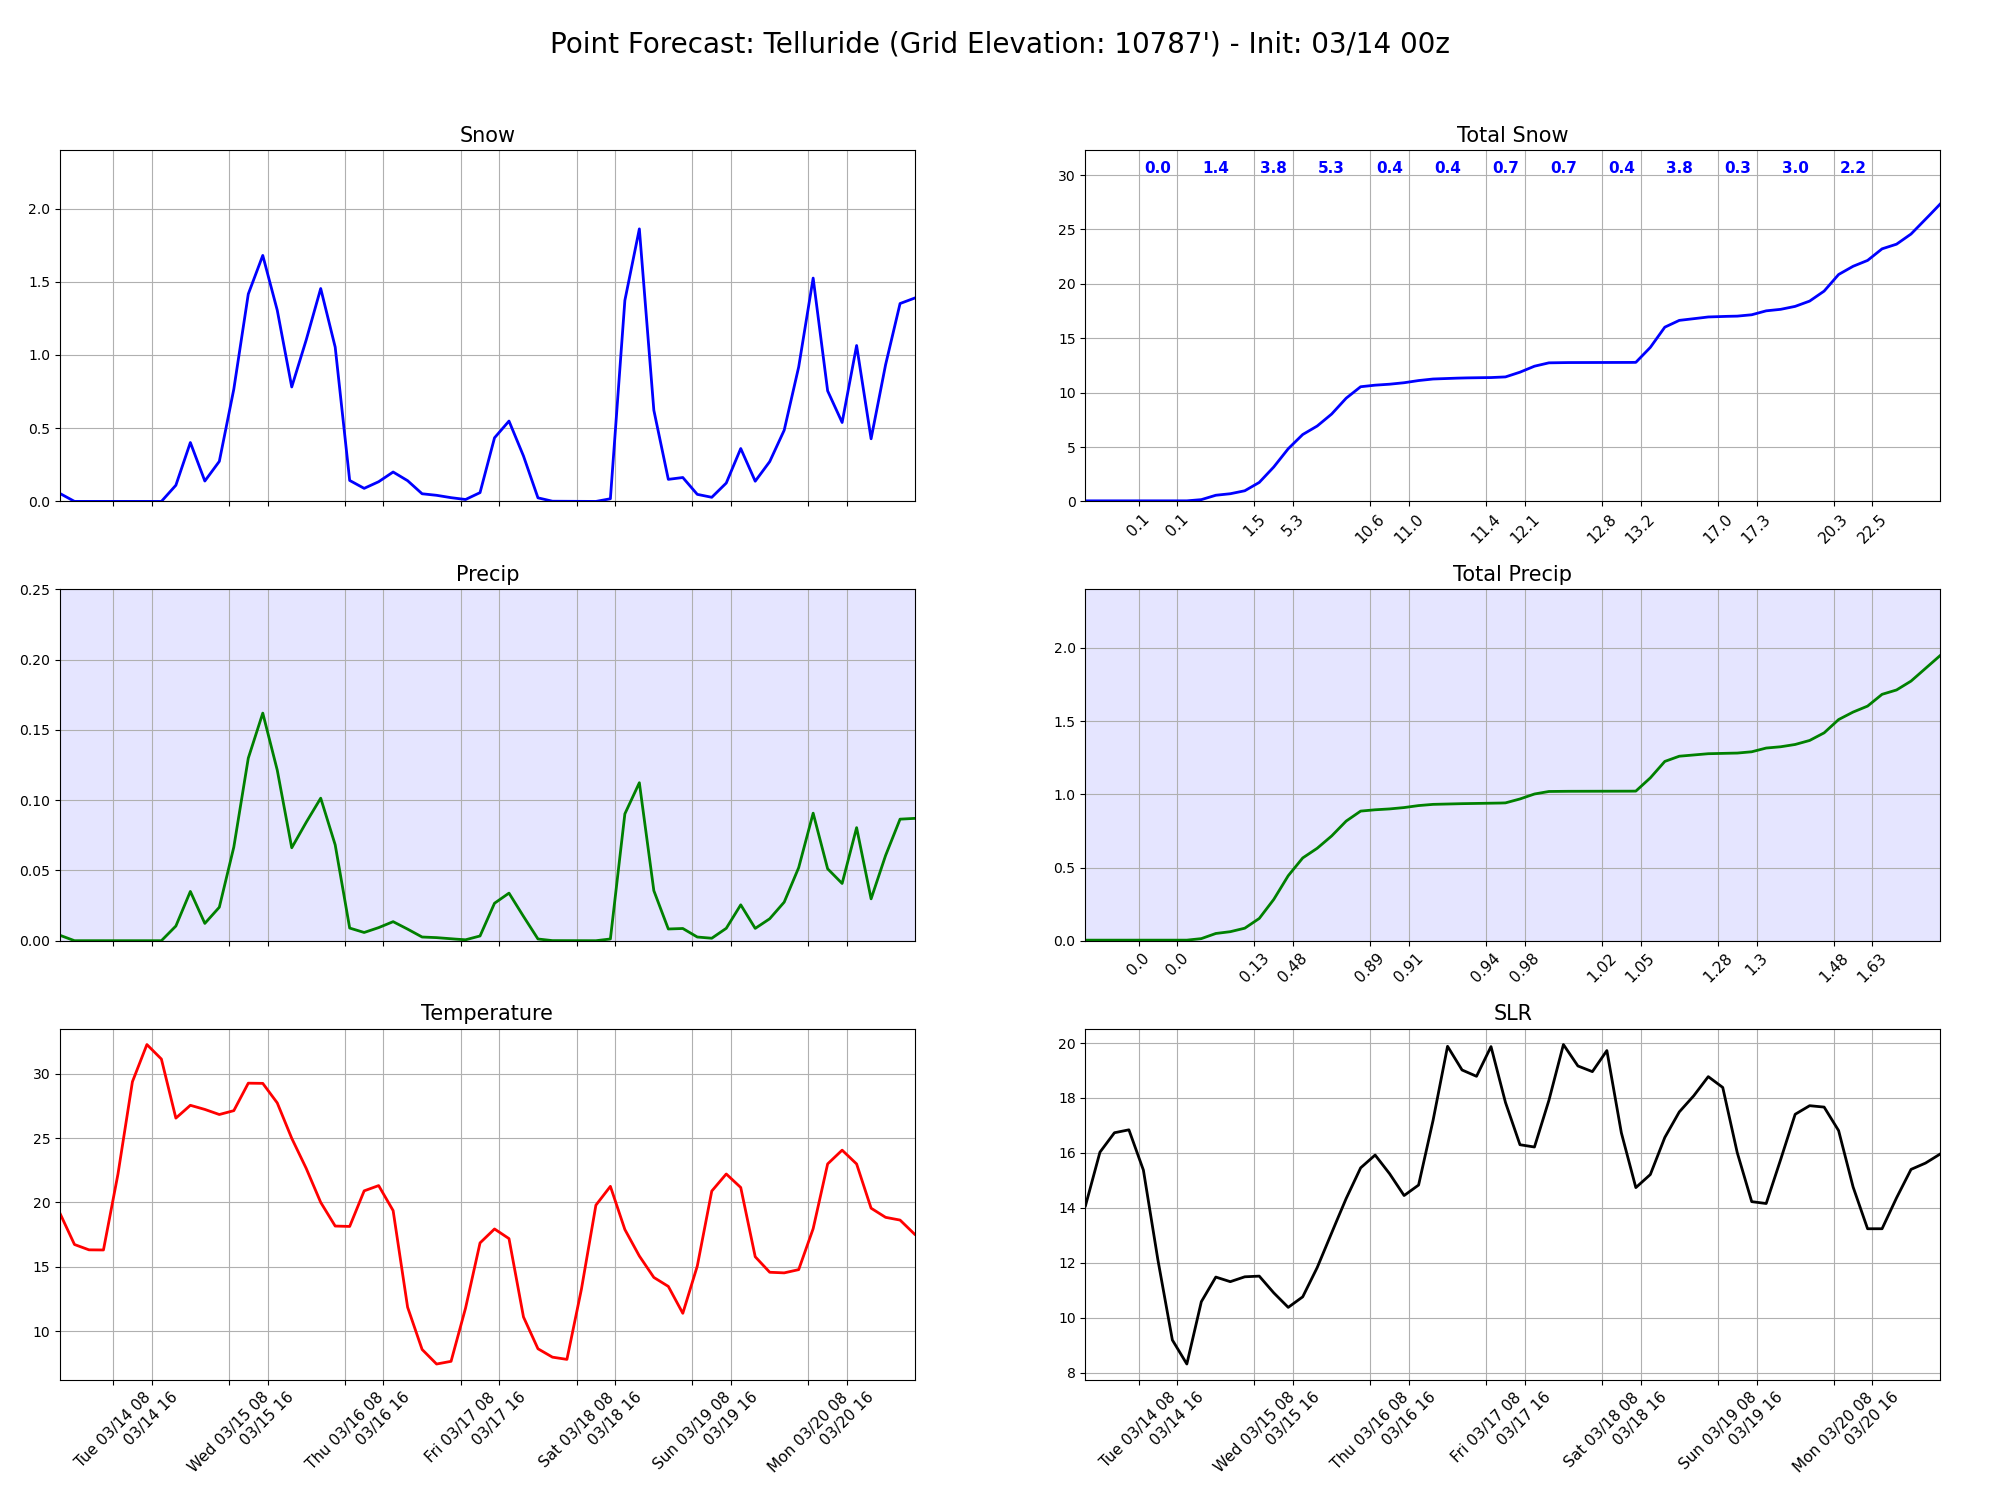 Point Forecast: Telluride (Grid Elevation: 10787') - Init: 03/14 00z
Snow
2.0
1.5
1.0
0.5
0.0
Total Snow
0.0 1.4 3.8 5.3 0.4 0.4 0.7 0.7 0.4 3.8 0.3 3.0 2.2
30
25
20
15
10
5
0
0.1 0.1 1.5 5.3 10.6 11.0 11.4 12.1 12.8 13.2 17.0 17.3 20.3 22.5
Precip
0.25
0.20
0.15
0.10
0.05
0.00
Total Precip
2.0
1.5
1.0
0.5
0.0
0.0 0.0 0.13 0.48 0.89 0.91 0.94 0.98 1.02 1.05 1.28 1.3 1.48 1.63
Temperature
30
25
20
15
10
Tue 03/14 08
03/14 16
Wed 03/15 08
03/15 16
Thu 03/16 08
03/16 16
Fri 03/17 08
03/17 16
Sat 03/18 08
03/18 16
Sun 03/19 08
03/19 16
Mon 03/20 08
03/20 16
SLR
20
18
16
14
12
10
8
Tue 03/14 08
03/14 16
Wed 03/15 08
03/15 16
Thu 03/16 08
03/16 16
Fri 03/17 08
03/17 16
Sat 03/18 08
03/18 16
Sun 03/19 08
03/19 16
Mon 03/20 08
03/20 16